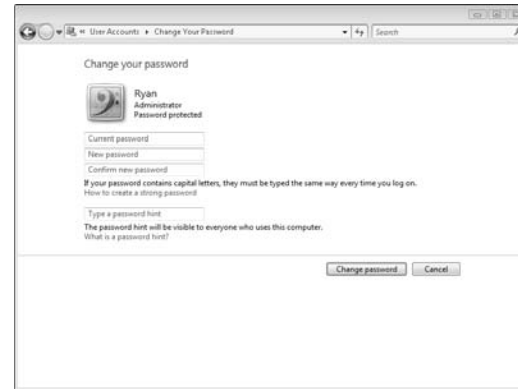 « User Accounts ▸ Change Your Password
Search
Change your password
Ryan
Administrator
Password protected
Current password
New password
Confirm new password
If your password contains capital letters, they must be typed the same way every time you log on.
How to create a strong password
Type a password hint
The password hint will be visible to everyone who uses this computer.
What is a password hint?
Change password
Cancel